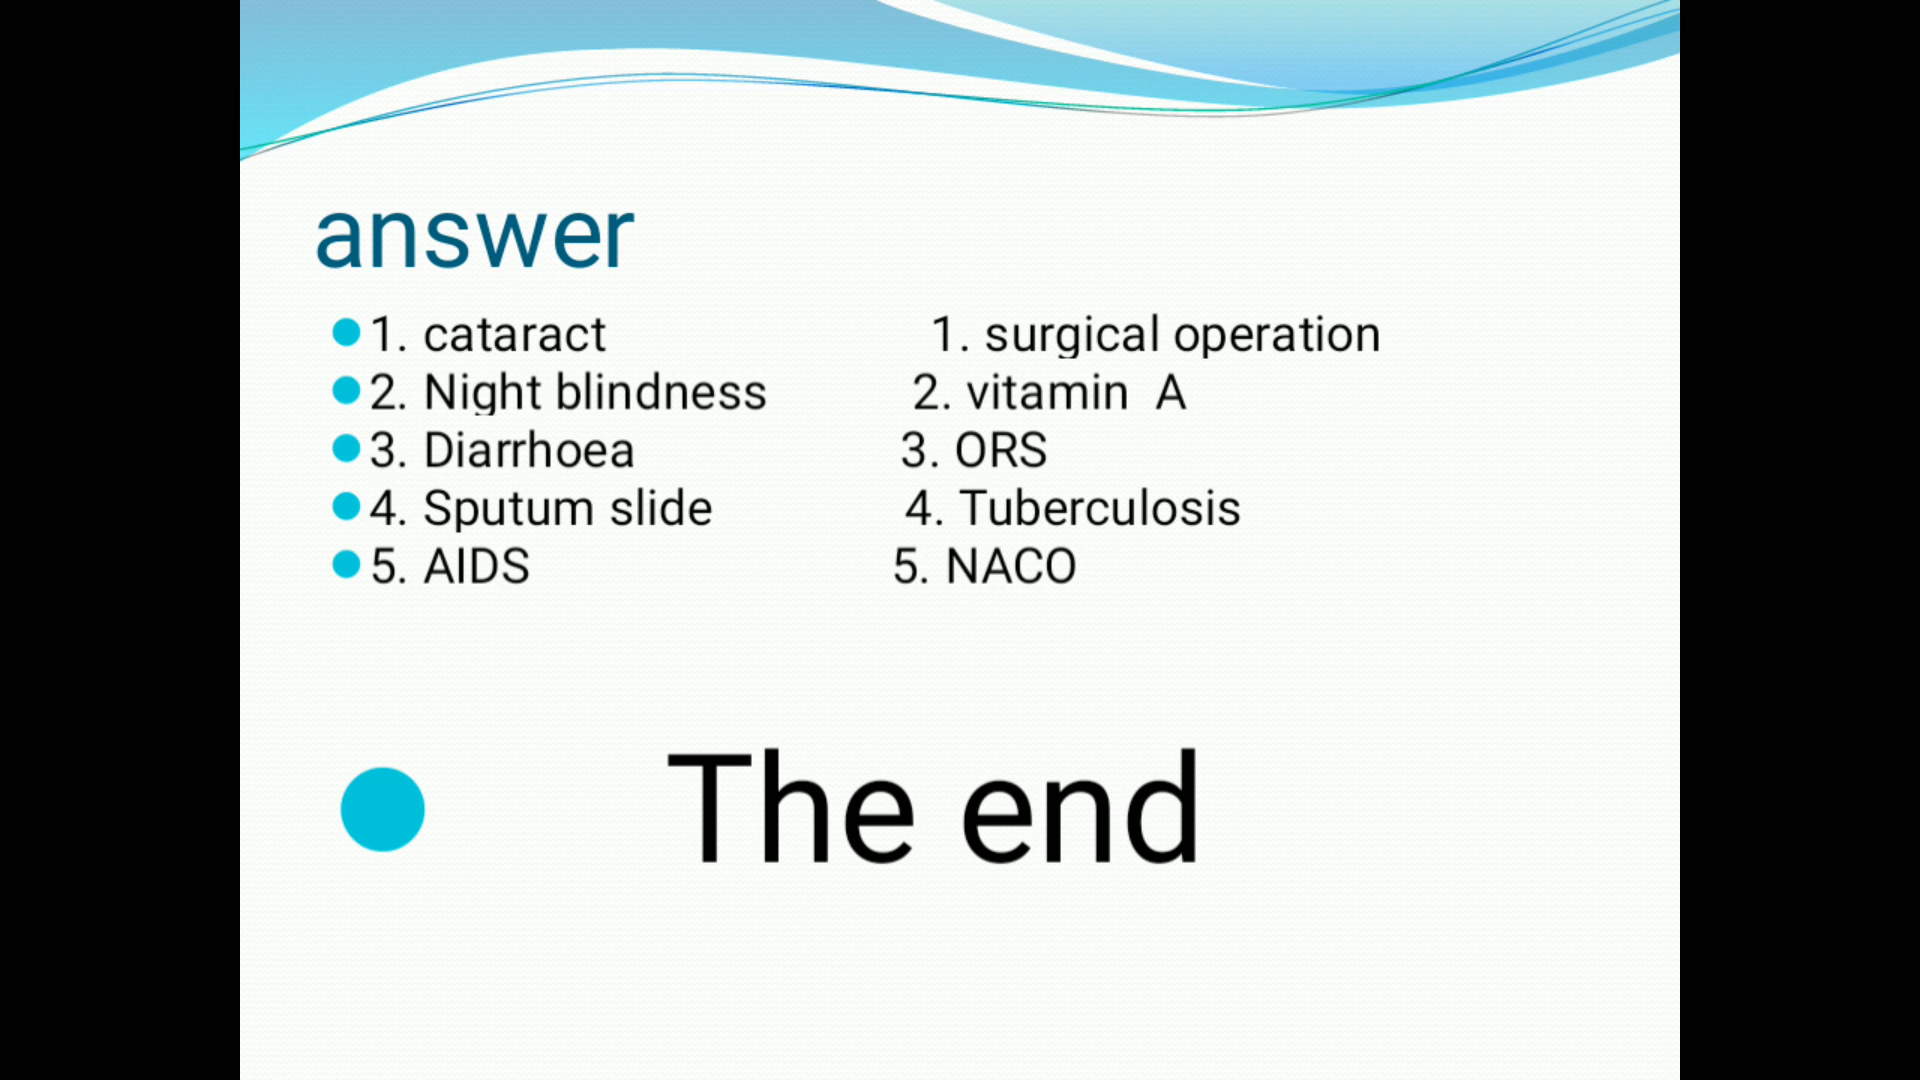 answer
1. cataract 1. surgical operation
2. Night blindness 2. vitamin A
3. Diarrhoea 3. ORS
4. Sputum slide 4. Tuberculosis
5. AIDS 5. NACO
The end